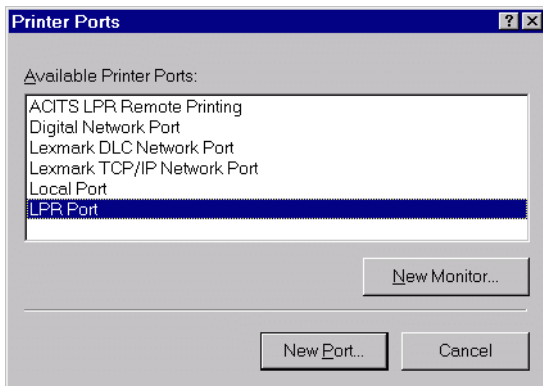 Printer Ports
Available Printer Ports:
ACITS LPR Remote Printing
Digital Network Port
Lexmark DLC Network Port
Lexmark TCP/IP Network Port
Local Port
LPR Port
New Monitor...
New Port...
Cancel